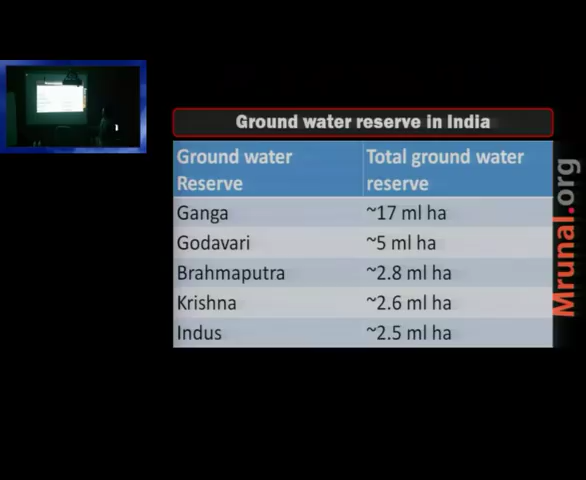 Ground water reserve in India
Ground water Reserve	Total ground water reserve
Ganga	~17 ml ha
Godavari	~5 ml ha
Brahmaputra	~2.8 ml ha
Krishna	~2.6 ml ha
Indus	~2.5 ml ha
Mrunal.org